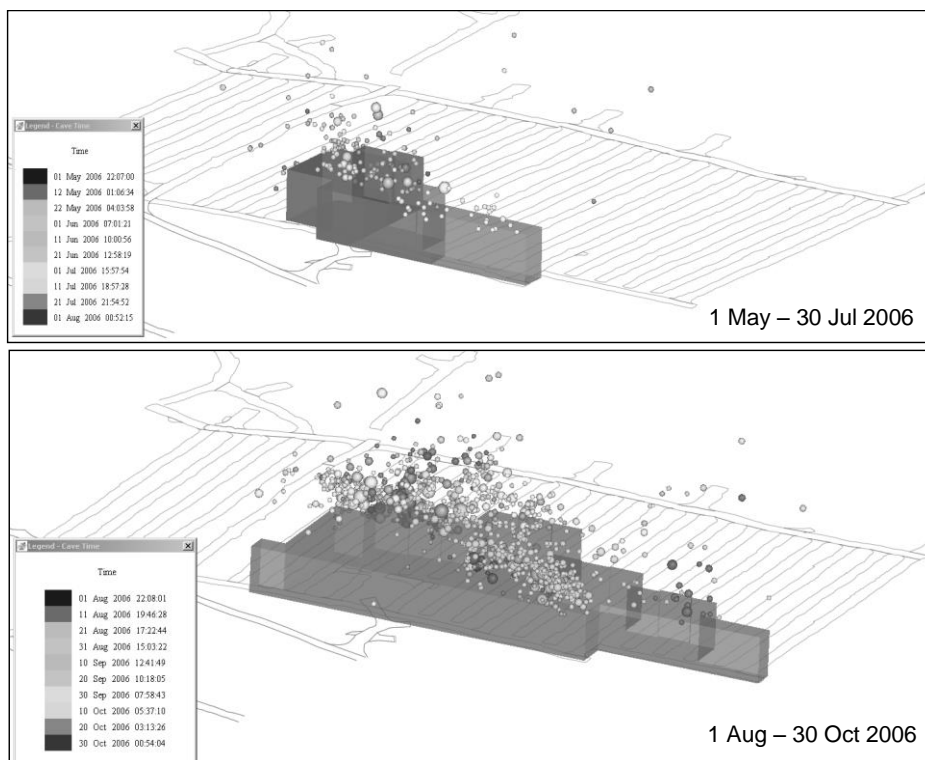 Legend - Cave Time
Time
01 May 2006 22:07:00
12 May 2006 01:06:34
22 May 2006 04:03:58
01 Jun 2006 07:01:21
11 Jun 2006 10:00:56
21 Jun 2006 12:58:19
01 Jul 2006 15:57:54
11 Jul 2006 18:57:28
21 Jul 2006 21:54:52
01 Aug 2006 00:52:15
1 May – 30 Jul 2006
Legend - Cave Time
Time
01 Aug 2006 22:08:01
11 Aug 2006 19:46:28
21 Aug 2006 17:22:44
31 Aug 2006 15:03:22
10 Sep 2006 12:41:49
20 Sep 2006 10:18:05
30 Sep 2006 07:58:43
10 Oct 2006 05:37:10
20 Oct 2006 03:13:26
30 Oct 2006 00:54:04
1 Aug – 30 Oct 2006